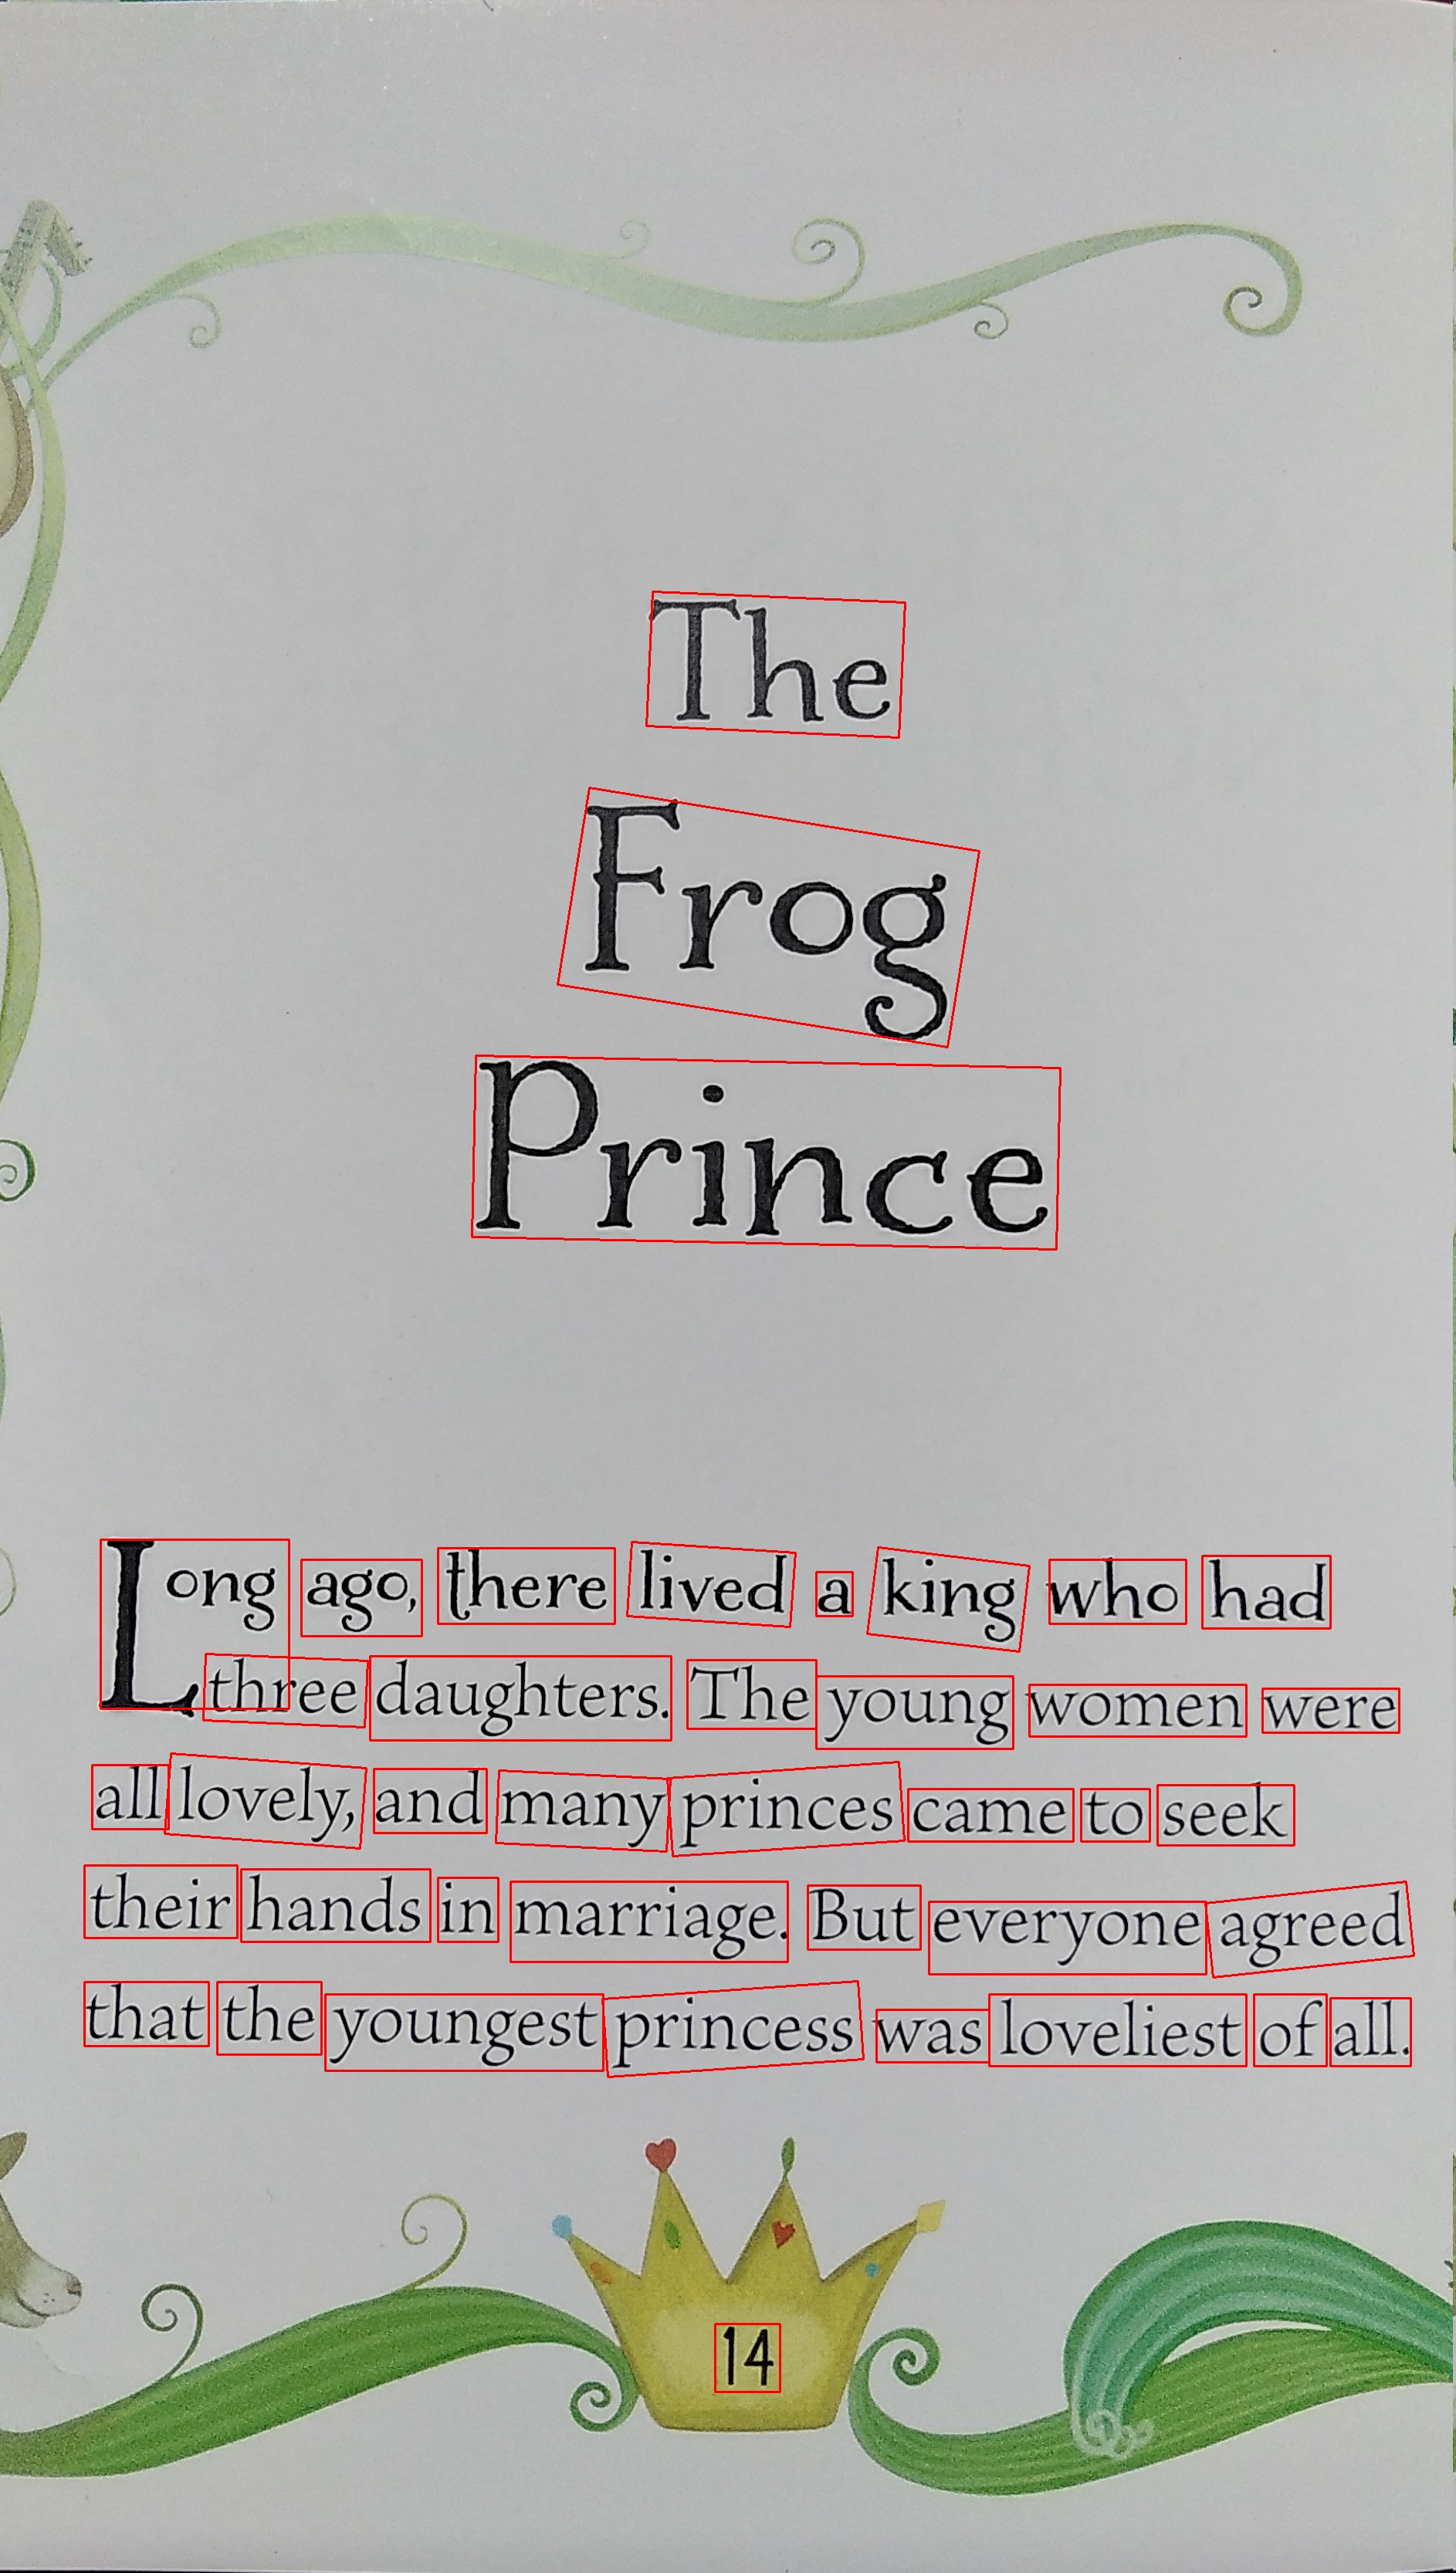 The
Frog
Prince
Long ago, there lived a king who had
three daughters. The young women were
all lovely, and many princes came to seek
their hands in marriage. But everyone agreed
that the youngest princess was loveliest of all.
14